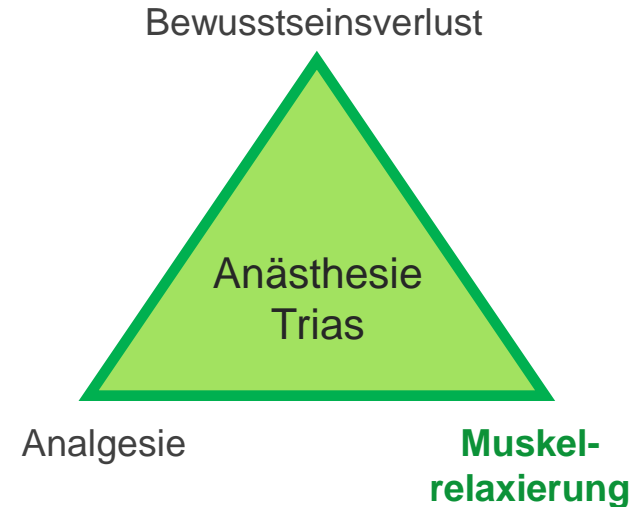 Bewusstseinsverlust
Anästhesie
Trias
Analgesie
Muskel-
relaxierung